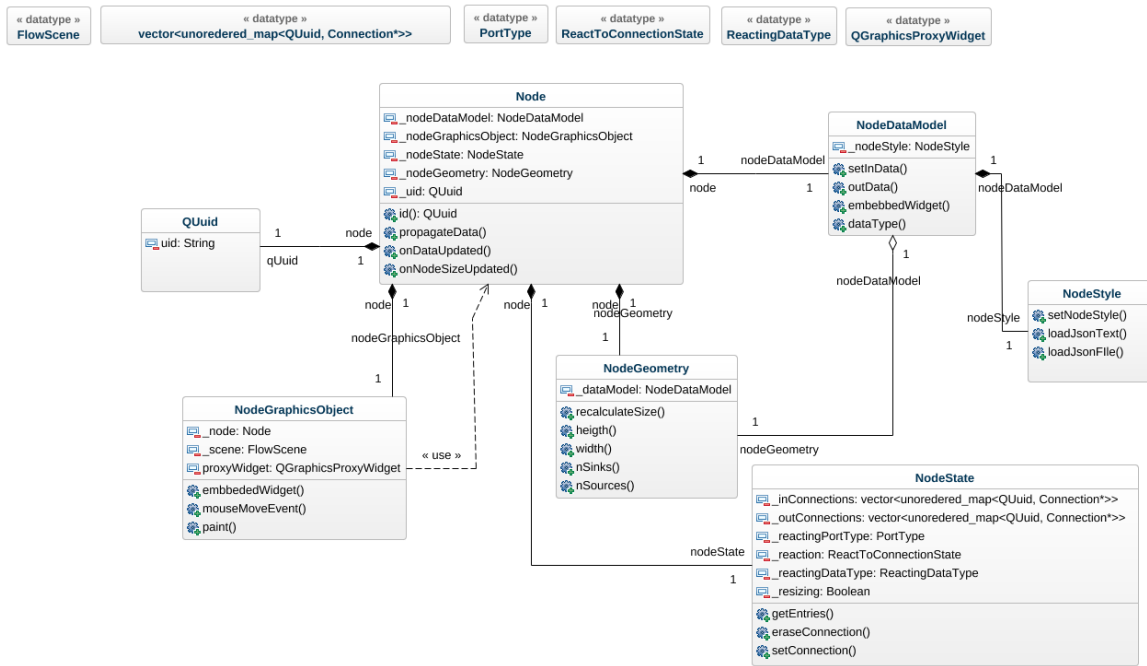 « datatype »
FlowScene
« datatype »
vector<unoredered_map<QUuid, Connection*>>
« datatype »
PortType
« datatype »
ReactToConnectionState
« datatype »
ReactingDataType
« datatype »
QGraphicsProxyWidget
Node
_nodeDataModel: NodeDataModel
_nodeGraphicsObject: NodeGraphicsObject
_nodeState: NodeState
_nodeGeometry: NodeGeometry
_uid: QUuid
id(): QUuid
propagateData()
onDataUpdated()
onNodeSizeUpdated()
NodeDataModel
_nodeStyle: NodeStyle
setInData()
outData()
embebbedWidget()
dataType()
1
nodeDataModel
node
1
1
nodeDataModel
QUuid
uid: String
1
node
qUuid
1
1
nodeDataModel
NodeStyle
setNodeStyle()
loadJsonText()
loadJsonFIle()
nodeStyle
1
node
1
nodeGraphicsObject
1
node
1
node
1
nodeGeometry
1
NodeGeometry
_dataModel: NodeDataModel
recalculateSize()
heigth()
width()
nSinks()
nSources()
1
nodeGeometry
NodeGraphicsObject
_node: Node
_scene: FlowScene
proxyWidget: QGraphicsProxyWidget
embbededWidget()
mouseMoveEvent()
paint()
« use »
NodeState
_inConnections: vector<unoredered_map<QUuid, Connection*>>
_outConnections: vector<unoredered_map<QUuid, Connection*>>
_reactingPortType: PortType
_reaction: ReactToConnectionState
_reactingDataType: ReactingDataType
_resizing: Boolean
getEntries()
eraseConnection()
setConnection()
nodeState
1